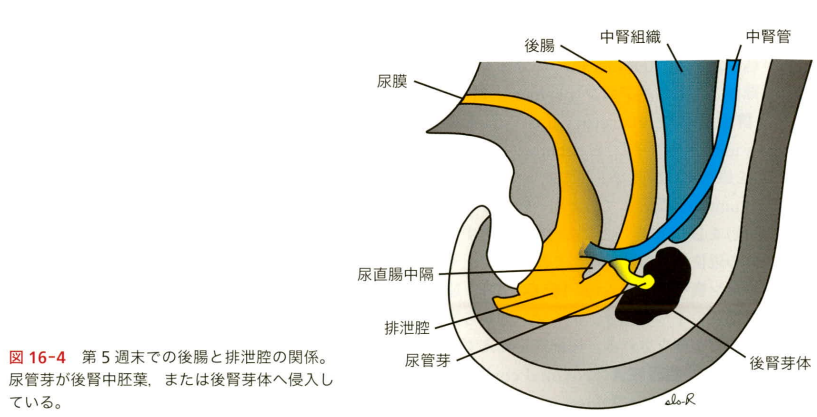 後腸
中腎組織
中腎管
尿膜
尿直腸中隔
排泄腔
尿管芽
後腎芽体
図 16-4 第 5 週末での後腸と排泄腔の関係。
尿管芽が後腎中胚葉，または後腎芽体へ侵入し
ている。